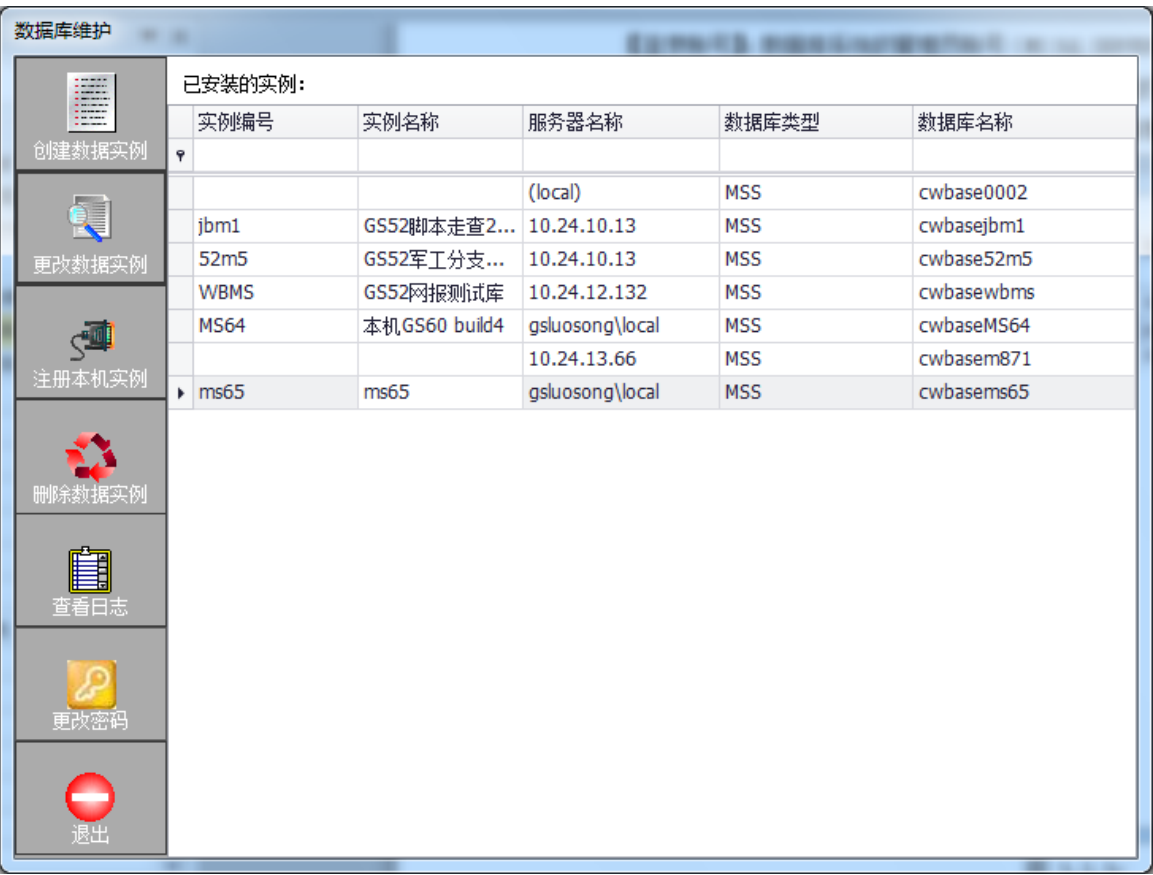 数据库维护
已安装的实例：
创建数据实例
更改数据实例
注册本机实例
删除数据实例
查看日志
更改密码
退出
实例编号 实例名称 服务器名称 数据库类型 数据库名称
(local) MSS cwbase0002
jbm1 GS52脚本走查2... 10.24.10.13 MSS cwbasejbm1
52m5 GS52军工分支... 10.24.10.13 MSS cwbase52m5
WBMS GS52网报测试库 10.24.12.132 MSS cwbasewbms
MS64 本机GS60 build4 gsluosong\local MSS cwbaseMS64
10.24.13.66 MSS cwbasem871
ms65 ms65 gsluosong\local MSS cwbasems65